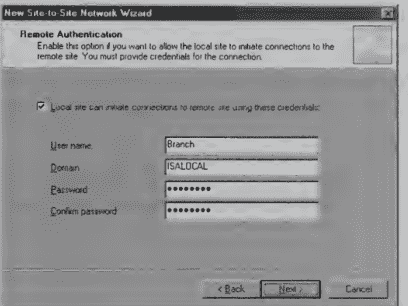 New Site-to-Site Network Wizard
Remote Authentication
Enable this option if you want to allow the local site to initiate connections to the
remote site. You must provide credentials for the connection.
Local site can initiate connections to remote site using these credentials:
User name: Branch
Domain: ISALOCAL
Password: ••••••••
Confirm password: ••••••••
< Back Next > Cancel